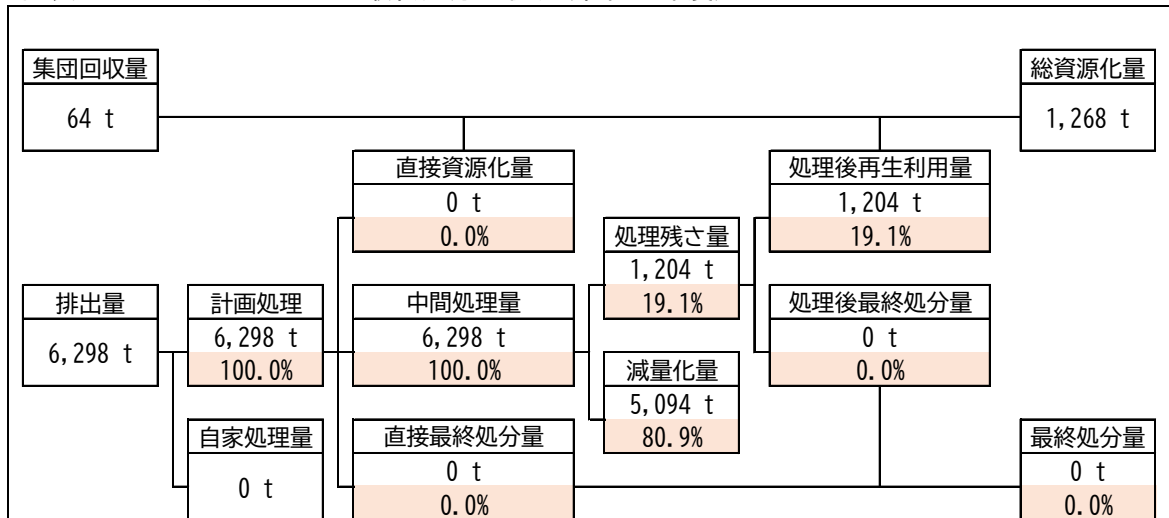 集団回収量
64 t
総資源化量
1,268 t
直接資源化量
0 t
0.0%
処理後再生利用量
1,204 t
19.1%
処理残さ量
1,204 t
19.1%
排出量
6,298 t
計画処理
6,298 t
100.0%
中間処理量
6,298 t
100.0%
処理後最終処分量
0 t
0.0%
減量化量
5,094 t
80.9%
自家処理量
0 t
直接最終処分量
0 t
0.0%
最終処分量
0 t
0.0%